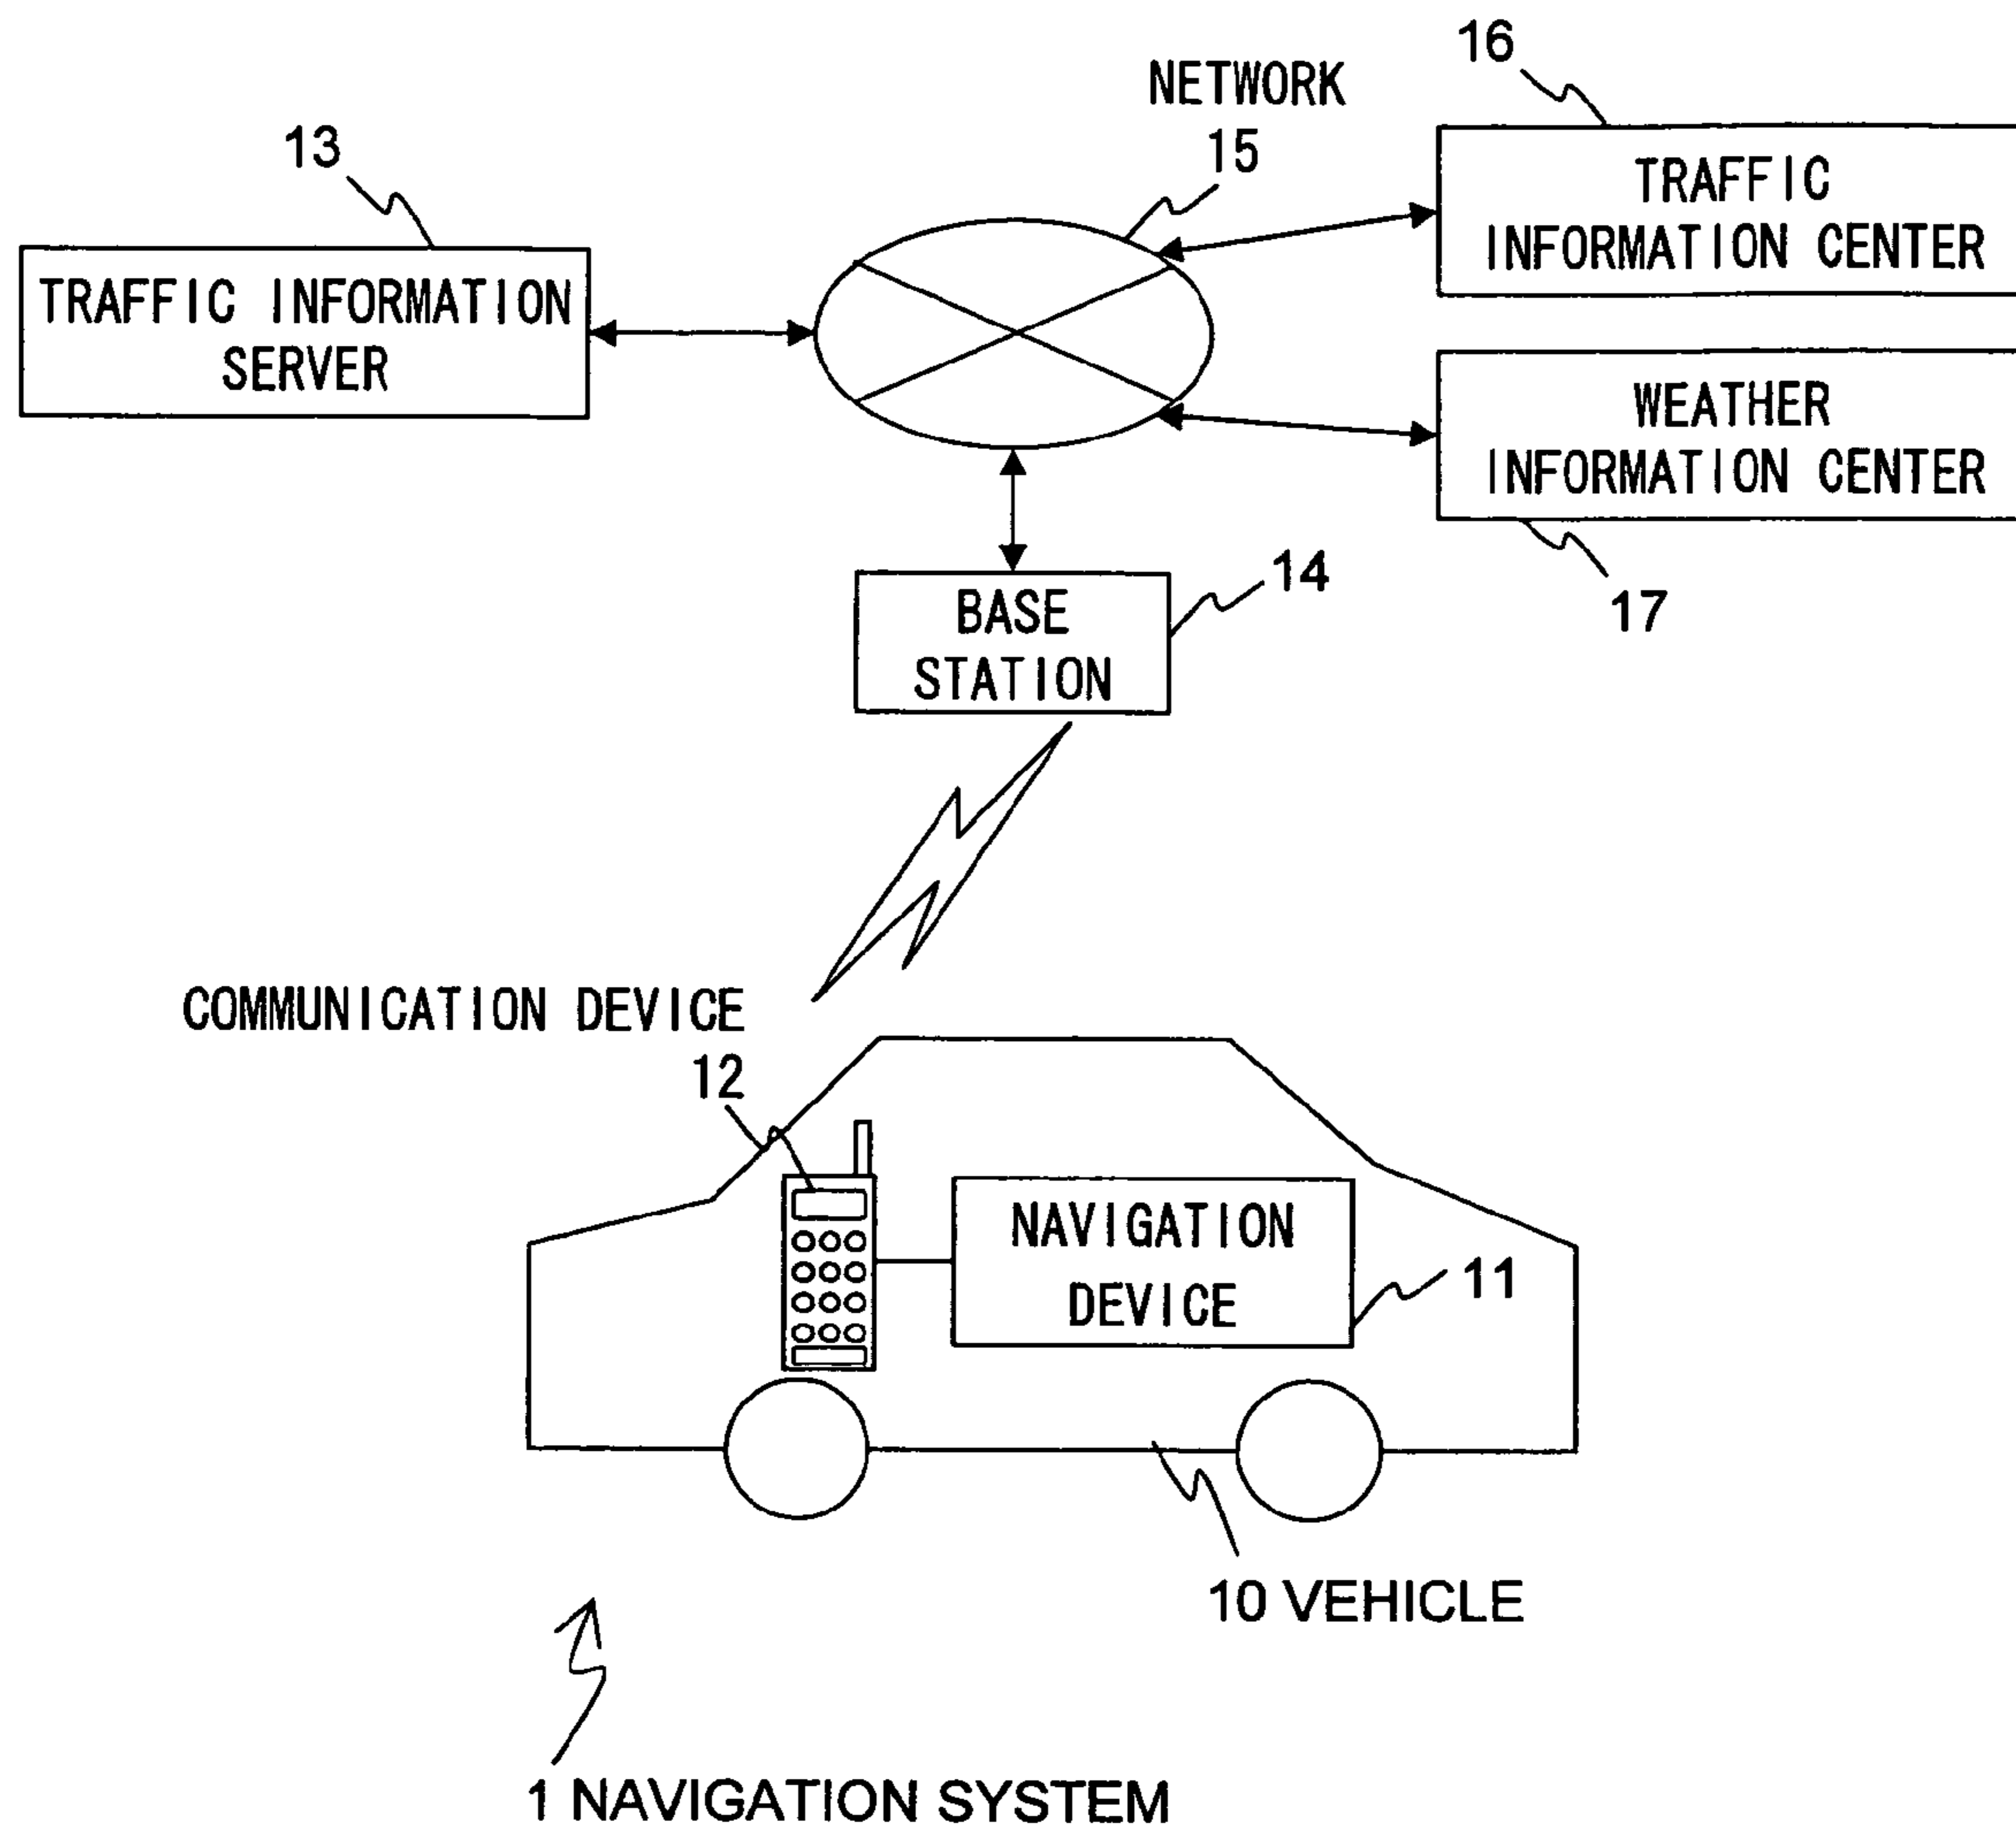 16
NETWORK
15
13
TRAFFIC
INFORMATION CENTER
TRAFFIC INFORMATION
SERVER
WEATHER
INFORMATION CENTER
14
17
BASE
STATION
COMMUNICATION DEVICE
12
NAVIGATION
DEVICE
11
10 VEHICLE
1 NAVIGATION SYSTEM